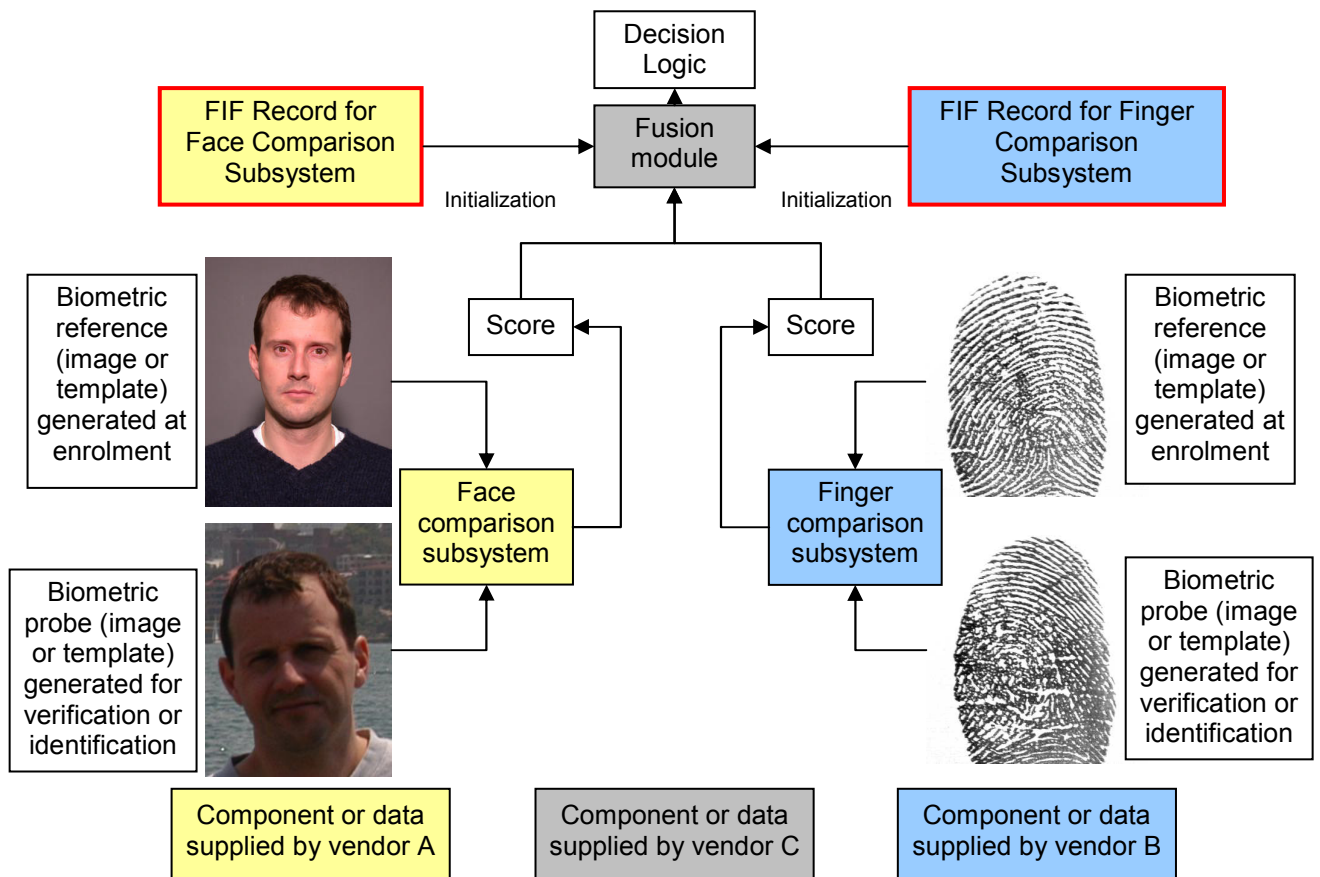 Decision
Logic
FIF Record for
Face Comparison
Subsystem
Fusion
module
FIF Record for Finger
Comparison
Subsystem
Initialization
Initialization
Biometric
reference
(image or
template)
generated at
enrolment
Score
Score
Biometric
reference
(image or
template)
generated at
enrolment
Face
comparison
subsystem
Finger
comparison
subsystem
Biometric
probe (image
or template)
generated for
verification or
identification
Biometric
probe (image
or template)
generated for
verification or
identification
Component or data
supplied by vendor A
Component or data
supplied by vendor C
Component or data
supplied by vendor B